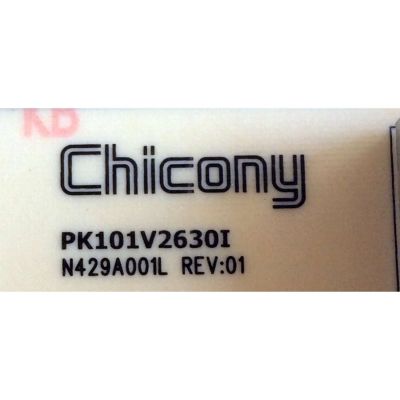 KB
Chicony
PK101V2630I
N429A001L REV:01